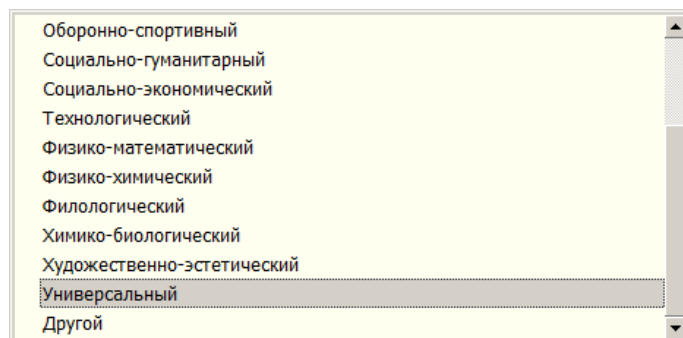 Оборонно-спортивный
Социально-гуманитарный
Социально-экономический
Технологический
Физико-математический
Физико-химический
Филологический
Химико-биологический
Художественно-эстетический
Универсальный
Другой